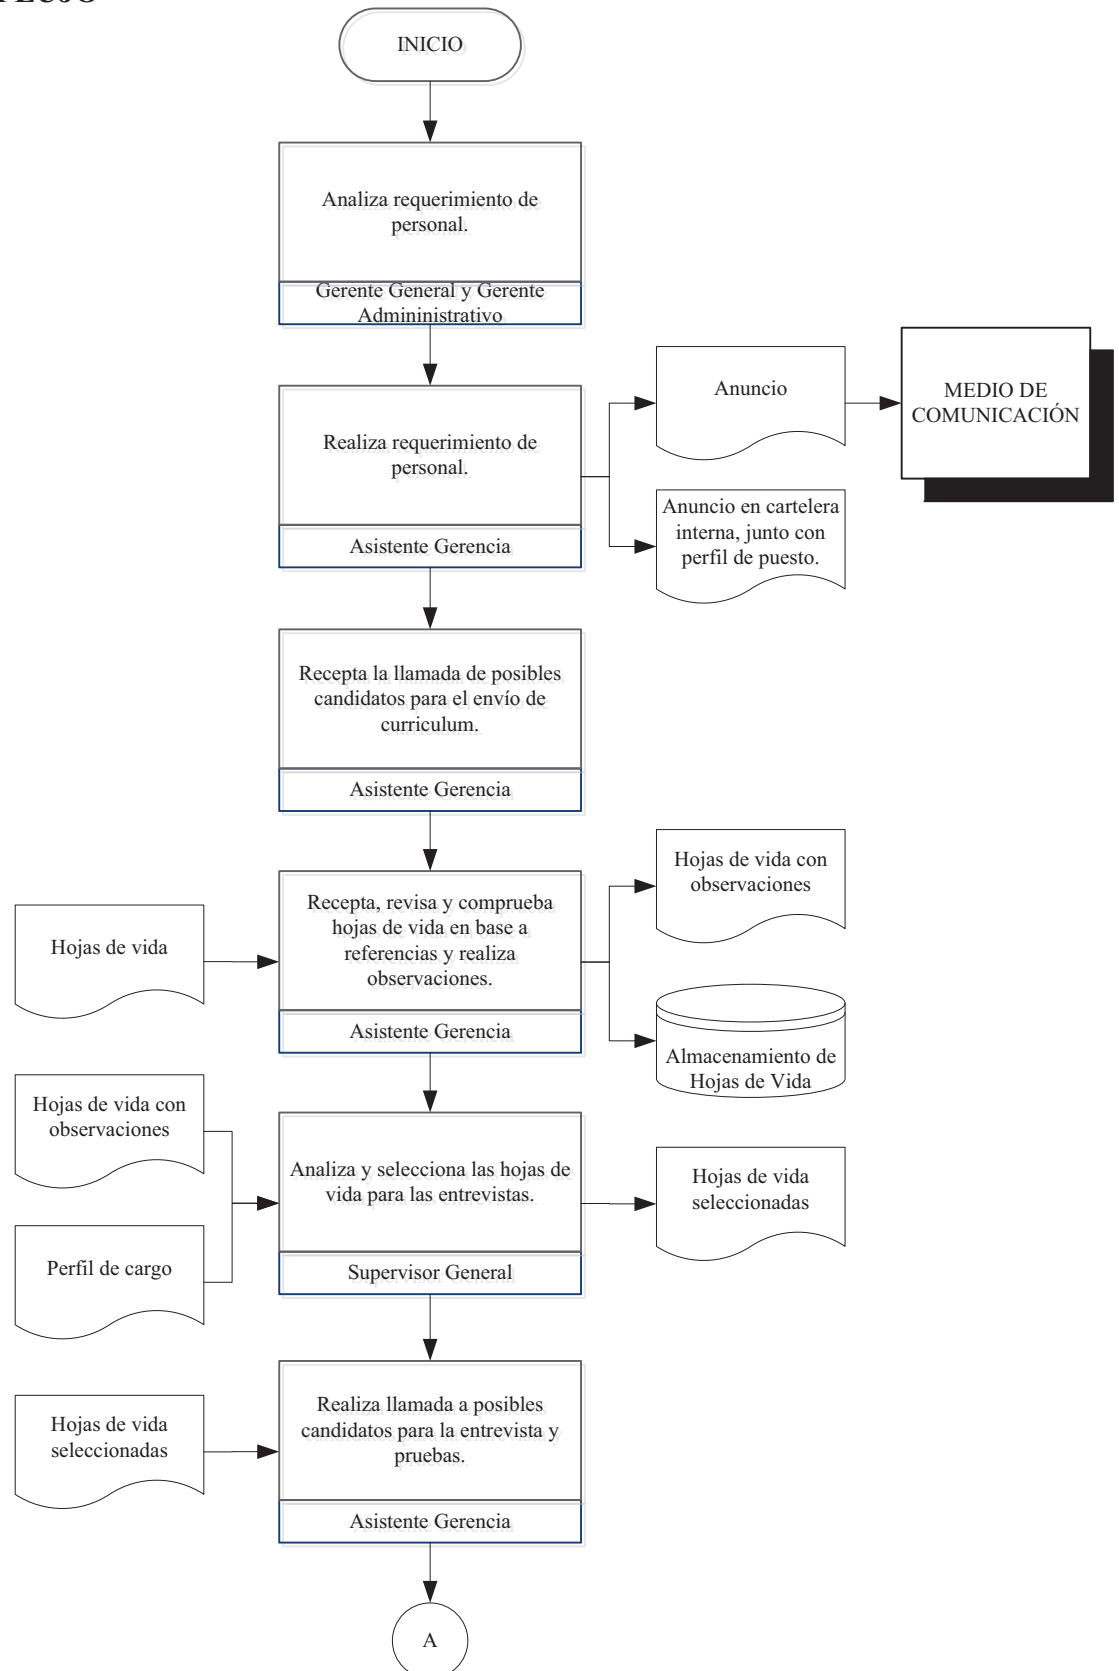 INICIO
Analiza requerimiento de
personal.
Gerente General y Gerente
Admininistrativo
Realiza requerimiento de
personal.
Asistente Gerencia
Anuncio
MEDIO DE
COMUNICACIÓN
Anuncio en cartelera
interna, junto con
perfil de puesto.
Recepta la llamada de posibles
candidatos para el envío de
curriculum.
Asistente Gerencia
Hojas de vida
Recepta, revisa y comprueba
hojas de vida en base a
referencias y realiza
observaciones.
Asistente Gerencia
Hojas de vida con
observaciones
Almacenamiento de
Hojas de Vida
Hojas de vida con
observaciones
Perfil de cargo
Analiza y selecciona las hojas de
vida para las entrevistas.
Supervisor General
Hojas de vida
seleccionadas
Hojas de vida
seleccionadas
Realiza llamada a posibles
candidatos para la entrevista y
pruebas.
Asistente Gerencia
A